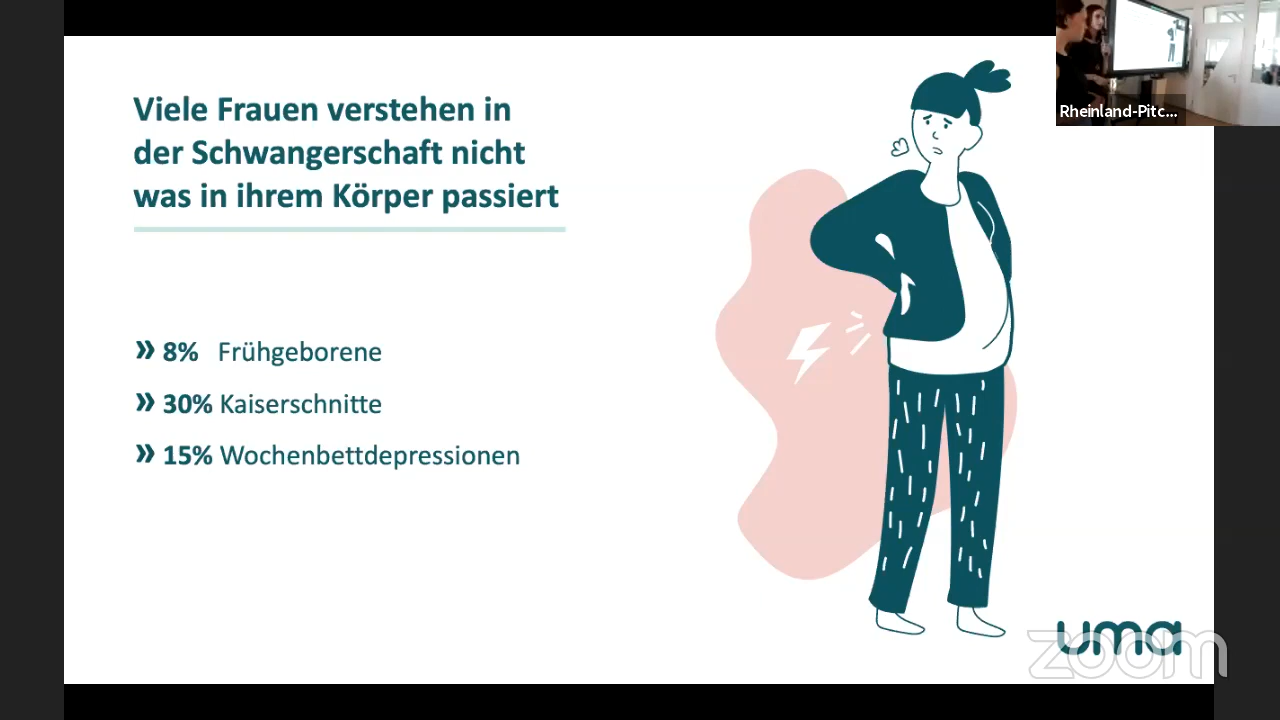 Viele Frauen verstehen in
der Schwangerschaft nicht
was in ihrem Körper passiert
» 8% Frühgeborene
» 30% Kaiserschnitte
» 15% Wochenbettdepressionen
Rheinland-Pitc...
uma
zoom